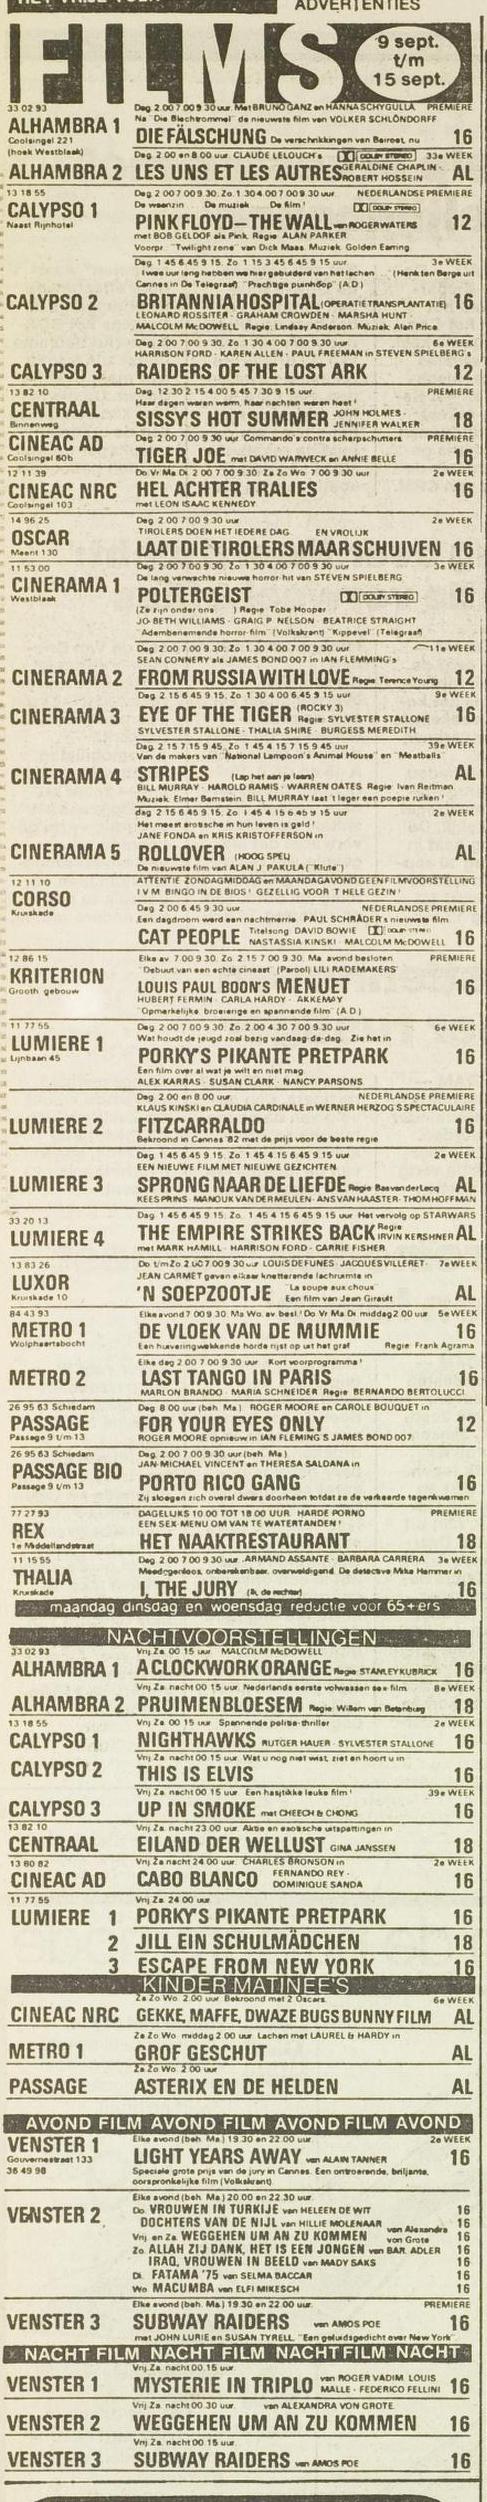 HET VRIJE VOLK
ADVERTENTIES
FILMS
9 sept.
t/m
15 sept.
33 02 93
Dag. 2.00 7.00 9.30 uur. Met BRUNO GANZ en HANNA SCHYGULLA. PREMIERE
ALHAMBRA 1
Na "Die Blechtrommel" de nieuwste film van VOLKER SCHLÖNDORFF
Coolsingel 221
(hoek Westblaak)
DIE FÄLSCHUNG De verschrikkingen van Beiroet, nu 16
Dag. 2.00 en 8.00 uur. CLAUDE LELOUCH's DOLBY STEREO 33e WEEK
ALHAMBRA 2 LES UNS ET LES AUTRES GERALDINE CHAPLIN - ROBERT HOSSEIN AL
13 18 55
Dag. 2.00 7.00 9.30. Zo. 1.30 4.00 7.00 9.30 uur. NEDERLANDSE PREMIERE
CALYPSO 1
De waanzin De muziek De film! DOLBY STEREO
Naast Rijnhotel
PINK FLOYD-THE WALL van ROGER WATERS 12
met BOB GELDOF als Pink. Regie: ALAN PARKER
Voorpr.: "Twilight zone" van Dick Maas. Muziek: Golden Earring
Dag. 1.45 6.45 9.15. Zo. 1.15 3.45 6.45 9.15 uur. 3e WEEK
Twee uur lang hebben we hier gebulderd van het lachen (Henk ten Berge uit
Cannes in De Telegraaf) "Prachtige puinhoop" (A.D.)
CALYPSO 2 BRITANNIA HOSPITAL (OPERATIE TRANSPLANTATIE) 16
LEONARD ROSSITER - GRAHAM CROWDEN - MARSHA HUNT -
MALCOLM McDOWELL. Regie: Lindsay Anderson. Muziek: Alan Price
Dag. 2.00 7.00 9.30. Zo. 1.30 4.00 7.00 9.30 uur. 6e WEEK
HARRISON FORD - KAREN ALLEN - PAUL FREEMAN in STEVEN SPIELBERG's
CALYPSO 3 RAIDERS OF THE LOST ARK 12
13 82 10
Dag. 12.30 2.15 4.00 5.45 7.30 9.15 uur. PREMIERE
CENTRAAL
Haar dagen waren warm, haar nachten waren heet!
Binnenweg
SISSY'S HOT SUMMER JOHN HOLMES - JENNIFER WALKER 18
CINEAC AD
Dag. 2.00 7.00 9.30 uur. Commando's contra scherpschutters PREMIERE
Coolsingel 60b
TIGER JOE met DAVID WARWECK en ANNIE BELLE 16
12 11 39
Do. Vr. Ma. Di. 2.00 7.00 9.30. Za. Zo. Wo. 7.00 9.30 uur 2e WEEK
CINEAC NRC HEL ACHTER TRALIES 16
Coolsingel 103
met LEON ISAAC KENNEDY
14 96 25
Dag. 2.00 7.00 9.30 uur 2e WEEK
OSCAR
TIROLERS DOEN HET IEDERE DAG EN VROLIJK
Meent 130
LAAT DIE TIROLERS MAAR SCHUIVEN 16
11 53 00
Dag. 2.00 7.00 9.30. Zo. 1.30 4.00 7.00 9.30 uur 3e WEEK
CINERAMA 1
De lang verwachte nieuwe horror-hit van STEVEN SPIELBERG
Westblaak
POLTERGEIST DOLBY STEREO 16
(Ze zijn onder ons ) Regie: Tobe Hooper
JO-BETH WILLIAMS - GRAIG P. NELSON - BEATRICE STRAIGHT
"Adembenemende horror-film" (Volkskrant) "Kippevel" (Telegraaf)
Dag. 2.00 7.00 9.30. Zo. 1.30 4.00 7.00 9.30 uur 11e WEEK
SEAN CONNERY als JAMES BOND 007 in IAN FLEMMING's
CINERAMA 2 FROM RUSSIA WITH LOVE Regie: Terence Young 12
Dag. 2.15 6.45 9.15. Zo. 1.30 4.00 6.45 9.15 uur 9e WEEK
CINERAMA 3 EYE OF THE TIGER (ROCKY 3) Regie: SYLVESTER STALLONE 16
SYLVESTER STALLONE - THALIA SHIRE - BURGESS MEREDITH
Dag. 2.15 7.15 9.45. Zo. 1.45 4.15 7.15 9.45 uur 39e WEEK
Van de makers van "National Lampoon's Animal House" en "Meatballs"
CINERAMA 4 STRIPES (Lap het aan je laars) AL
BILL MURRAY - HAROLD RAMIS - WARREN OATES. Regie: Ivan Reitman
Muziek: Elmer Bernstein. BILL MURRAY laat 't leger een poepie ruiken!
dag. 2.15 6.45 9.15. Zo. 1.45 4.15 6.45 9.15 uur 2e WEEK
Het meest erotische in hun leven is geld!
JANE FONDA en KRIS KRISTOFFERSON in
CINERAMA 5 ROLLOVER (HOOG SPEL) AL
De nieuwste film van ALAN J. PAKULA ("Klute")
12 11 10
ATTENTIE: ZONDAGMIDDAG en MAANDAGAVOND GEEN FILMVOORSTELLING
CORSO
I.V.M. BINGO IN DE BIOS! GEZELLIG VOOR 'T HELE GEZIN!
Kruiskade
Dag. 2.00 6.45 9.30 uur. NEDERLANDSE PREMIERE
Een dagdroom werd een nachtmerrie. PAUL SCHRADER's nieuwste film
CAT PEOPLE Titelsong: DAVID BOWIE DOLBY STEREO
NASTASSIA KINSKI - MALCOLM McDOWELL 16
12 86 15
Elke av. 7.00 9.30. Zo. 2.15 7.00 9.30. Ma. avond besloten PREMIERE
KRITERION
"Debuut van een echte cineast" (Parool) LILI RADEMAKERS'
Grooth. gebouw
LOUIS PAUL BOON'S MENUET 16
HUBERT FERMIN - CARLA HARDY - AKKEMAY
"Opmerkelijke, broeierige en spannende film" (A.D.)
11 77 55
Dag. 2.00 7.00 9.30. Zo. 2.00 4.30 7.00 9.30 uur 6e WEEK
LUMIERE 1
Wat houdt de jeugd zoal bezig vandaag-de-dag. Zie het in
Lijnbaan 45
PORKY'S PIKANTE PRETPARK 16
Een film over al wat je wilt en niet mag.
ALEX KARRAS - SUSAN CLARK - NANCY PARSONS
Dag. 2.00 en 8.00 uur. NEDERLANDSE PREMIERE
KLAUS KINSKI en CLAUDIA CARDINALE in WERNER HERZOG'S SPECTACULAIRE
LUMIERE 2 FITZCARRALDO 16
Bekroond in Cannes '82 met de prijs voor de beste regie
Dag. 1.45 6.45 9.15. Zo. 1.45 4.15 6.45 9.15 uur 2e WEEK
EEN NIEUWE FILM MET NIEUWE GEZICHTEN
LUMIERE 3 SPRONG NAAR DE LIEFDE Regie: Bas van der Lecq AL
KEES PRINS - MANOUK VAN DER MEULEN - ANS VAN HAASTER - THOM HOFFMAN
33 20 13
Dag. 1.45 6.45 9.15. Zo. 1.45 4.15 6.45 9.15 uur. Het vervolg op STARWARS
LUMIERE 4 THE EMPIRE STRIKES BACK Regie: IRVIN KERSHNER AL
met MARK HAMILL - HARRISON FORD - CARRIE FISHER
13 83 26
Do. t/m Zo. 2.00 7.00 9.30 uur. LOUIS DE FUNES - JACQUES VILLERET - 7e WEEK
LUXOR
JEAN CARMET geven elkaar knetterende lachruimte in
Kruiskade 10
'N SOEPZOOTJE "La soupe aux choux" Een film van Jean Girault AL
84 43 93
Elke avond 7.00 9.30. Ma. Wo. av. besl.! Do. Vr. Ma. Di. middag 2.00 uur 5e WEEK
METRO 1 DE VLOEK VAN DE MUMMIE 16
Wolphaertsbocht
Een huiveringwekkende horde rijst op uit het graf Regie: Frank Agrama
Elke dag 2.00 7.00 9.30 uur. Kort voorprogramma!
METRO 2 LAST TANGO IN PARIS 16
MARLON BRANDO - MARIA SCHNEIDER. Regie: BERNARDO BERTOLUCCI
26 95 63 Schiedam
Dag. 8.00 uur (beh. Ma.) ROGER MOORE en CAROLE BOUQUET in
PASSAGE FOR YOUR EYES ONLY 12
Passage 9 t/m 13
ROGER MOORE opnieuw in IAN FLEMING'S JAMES BOND 007
26 95 63 Schiedam
Dag. 2.00 7.00 9.30 uur (beh. Ma.)
PASSAGE BIO
JAN-MICHAEL VINCENT en THERESA SALDANA in
Passage 9 t/m 13
PORTO RICO GANG 16
Zij sloegen zich overal dwars doorheen totdat ze de verkeerde tegenkwamen
77 27 93
DAGELIJKS 10.00 TOT 18.00 UUR. HARDE PORNO PREMIERE
REX
EEN SEX-MENU OM VAN TE WATERTANDEN!
1e Middellandstraat
HET NAAKTRESTAURANT 18
11 15 55
Dag. 2.00 7.00 9.30 uur. ARMAND ASSANTE - BARBARA CARRERA 3e WEEK
THALIA
Meedogenloos, onberekenbaar, overweldigend. De detective Mike Hammer in
Kruiskade
I, THE JURY (Ik, de rechter) 16
maandag dinsdag en woensdag reductie voor 65+ers
NACHTVOORSTELLINGEN
33 02 93
Vrij. Za. 00.15 uur. MALCOLM McDOWELL
ALHAMBRA 1 A CLOCKWORK ORANGE Regie: STANLEY KUBRICK 16
Vrij. Za. nacht 00.15 uur. Nederlands eerste volwassen sex-film 8e WEEK
ALHAMBRA 2 PRUIMENBLOESEM Regie: Willem van Batenburg 18
13 18 55
Vrij. Za. 00.15 uur. Spannende politie-thriller 2e WEEK
CALYPSO 1 NIGHTHAWKS RUTGER HAUER - SYLVESTER STALLONE 16
Vrij. Za. nacht 00.15 uur. Wat u nog niet wist, ziet en hoort u in
CALYPSO 2 THIS IS ELVIS 16
Vrij. Za. nacht 00.15 uur. Een hasjtikke leuke film! 39e WEEK
CALYPSO 3 UP IN SMOKE met CHEECH & CHONG 16
13 82 10
Vrij. Za. nacht 23.00 uur. Aktie en exotische uitspattingen in
CENTRAAL EILAND DER WELLUST GINA JANSSEN 18
13 80 82
Vrij. Za. nacht 24.00 uur. CHARLES BRONSON in 2e WEEK
CINEAC AD CABO BLANCO FERNANDO REY - DOMINIQUE SANDA 16
11 77 55
Vrij. Za. 24.00 uur
LUMIERE 1 PORKY'S PIKANTE PRETPARK 16
2 JILL EIN SCHULMÄDCHEN 18
3 ESCAPE FROM NEW YORK 16
KINDER MATINEE'S
Za. Zo. Wo. 2.00 uur. Bekroond met 2 Oscars. 6e WEEK
CINEAC NRC GEKKE, MAFFE, DWAZE BUGS BUNNY FILM AL
Za. Zo. Wo. middag 2.00 uur. Lachen met LAUREL & HARDY in
METRO 1 GROF GESCHUT AL
Za. Zo. Wo. 2.00 uur
PASSAGE ASTERIX EN DE HELDEN AL
AVOND FILM AVOND FILM AVOND FILM AVOND
VENSTER 1
Elke avond (beh. Ma.) 19.30 en 22.00 uur. 2e WEEK
Gouvernestraat 133
36 49 98
LIGHT YEARS AWAY van ALAIN TANNER 16
Speciale grote prijs van de jury in Cannes. Een ontroerende, briljante,
oorspronkelijke film (Volkskrant).
Elke avond (beh. Ma.) 20.00 en 22.30 uur.
VENSTER 2
Do. VROUWEN IN TURKIJE van HELEEN DE WIT 16
DOCHTERS VAN DE NIJL van HILLIE MOLENAAR 16
Vrij. en Za. WEGGEHEN UM AN ZU KOMMEN van Alexandra von Grote 16
Zo. ALLAH ZIJ DANK, HET IS EEN JONGEN van BAR. ADLER 16
IRAQ, VROUWEN IN BEELD van MADY SAKS 16
Di. FATAMA '75 van SELMA BACCAR 16
Wo. MACUMBA van ELFI MIKESCH 16
Elke avond (beh. Ma.) 19.30 en 22.00 uur. PREMIERE
VENSTER 3 SUBWAY RAIDERS van AMOS POE 16
met JOHN LURIE en SUSAN TYRELL. "Een geluidsgedicht over New York"
NACHT FILM NACHT FILM NACHT FILM NACHT
Vrij. Za. nacht 00.15 uur.
VENSTER 1 MYSTERIE IN TRIPLO van ROGER VADIM. LOUIS MALLE - FEDERICO FELLINI 16
Vrij. Za. nacht 00.30 uur. van ALEXANDRA VON GROTE
VENSTER 2 WEGGEHEN UM AN ZU KOMMEN 16
Vrij. Za. nacht 00.15 uur.
VENSTER 3 SUBWAY RAIDERS van AMOS POE 16